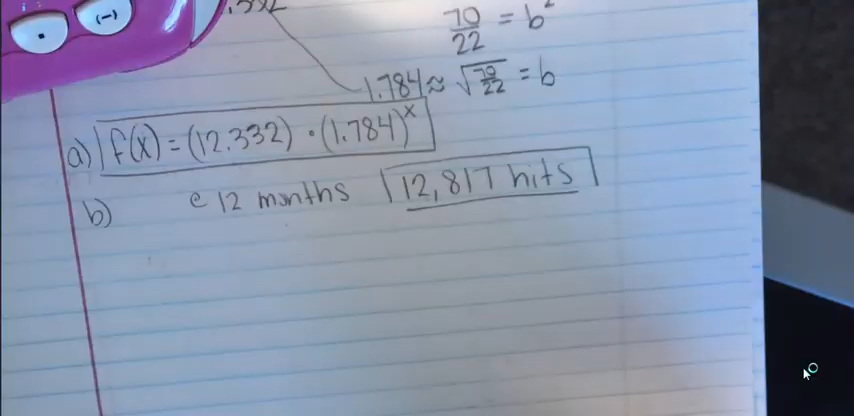 (-)
70/22 = b²
1.784 ≈ √70/22 = b
a) f(x) = (12.332) · (1.784)^x
b) @ 12 months 12,817 hits